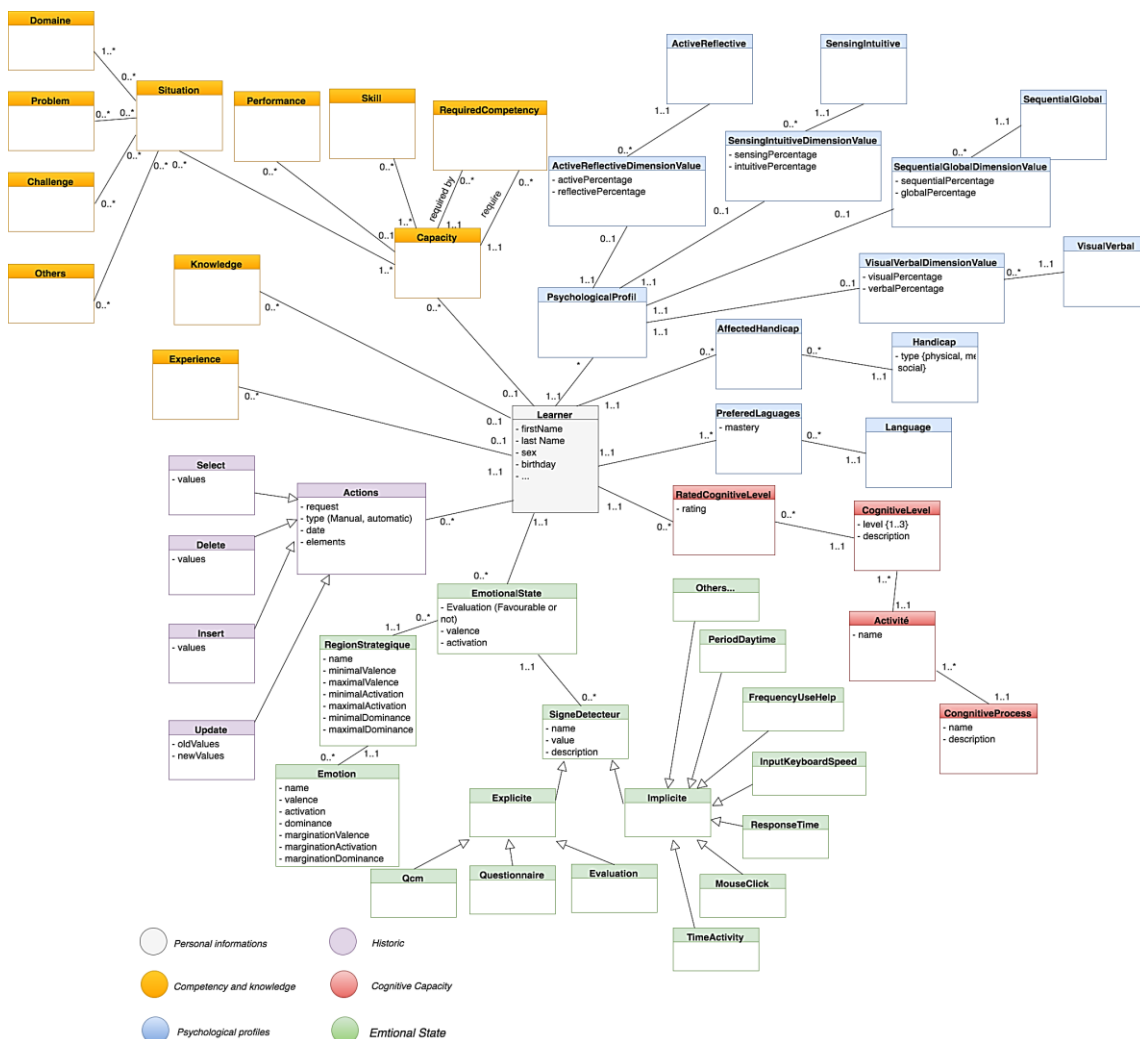 Domaine
1..*
0..*
Problem
0..*
0..*
Situation
0..*
0..*
0..*
Challenge
0..*
Others
0..*
Performance
0..*
Skill
0..*
RequiredCompetency
0..*
0..*
required by
require
1..*
0..1
1..1
1..1
Capacity
1..*
0..*
Knowledge
0..*
Experience
0..*
ActiveReflective
1..1
0..*
ActiveReflectiveDimensionValue
- activePercentage
- reflectivePercentage
0..1
SensingIntuitive
1..1
0..*
SensingIntuitiveDimensionValue
- sensingPercentage
- intuitivePercentage
0..1
SequentialGlobal
1..1
0..*
SequentialGlobalDimensionValue
- sequentialPercentage
- globalPercentage
0..1
VisualVerbal
1..1
0..*
VisualVerbalDimensionValue
- visualPercentage
- verbalPercentage
0..1
1..1
1..1
PsychologicalProfil
1..1
1..1
*
AffectedHandicap
0..*
0..*
Handicap
- type {physical, me
social}
1..1
PreferedLaguages
- mastery
1..*
0..*
Language
1..1
0..1
1..1
1..1
0..1
Learner
- firstName
- last Name
- sex
- birthday
- ...
1..1
1..1
1..1
1..1
Select
- values
Delete
- values
Insert
- values
Update
- oldValues
- newValues
Actions
- request
- type (Manual, automatic)
- date
- elements
0..*
RatedCognitiveLevel
- rating
0..*
0..*
CognitiveLevel
- level {1..3}
- description
1..1
1..*
1..1
Activité
- name
1..*
1..1
CongnitiveProcess
- name
- description
0..*
EmotionalState
- Evaluation (Favourable or
not)
- valence
- activation
0..*
1..1
1..1
0..*
RegionStrategique
- name
- minimalValence
- maximalValence
- minimalActivation
- maximalActivation
- minimalDominance
- maximalDominance
1..1
0..*
Emotion
- name
- valence
- activation
- dominance
- marginationValence
- marginationActivation
- marginationDominance
SigneDetecteur
- name
- value
- description
Explicite
Implicite
Qcm
Questionnaire
Evaluation
Others...
PeriodDaytime
FrequencyUseHelp
InputKeyboardSpeed
ResponseTime
MouseClick
TimeActivity
Personal informations
Historic
Competency and knowledge
Cognitive Capacity
Psychological profiles
Emtional State